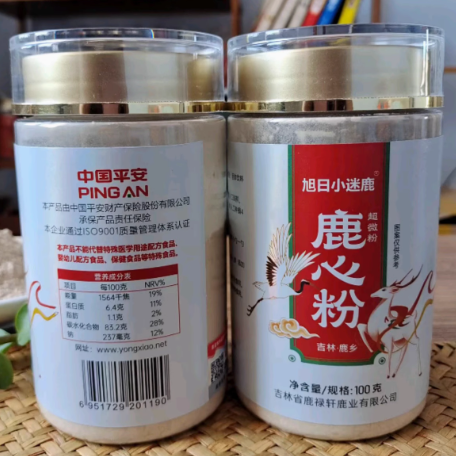 中国平安
PING AN
本产品由中国平安财产保险股份有限公司
承保产品责任保险
本企业通过ISO9001质量管理体系认证
本产品不能代替特殊医学用途配方食品、
婴幼儿配方食品、保健食品等特殊食品。
营养成分表
项目 每100克 NRV%
能量 1564千焦 19%
蛋白质 6.4克 11%
脂肪 1.1克 2%
碳水化合物 83.2克 28%
237毫克 12%
网址：www.yongxiao.net
6 951729 201190
旭日小迷鹿
超微粉
鹿心粉
图案仅供参考
吉林·鹿乡
净含量/规格:100克
吉林省鹿禄轩鹿业有限公司